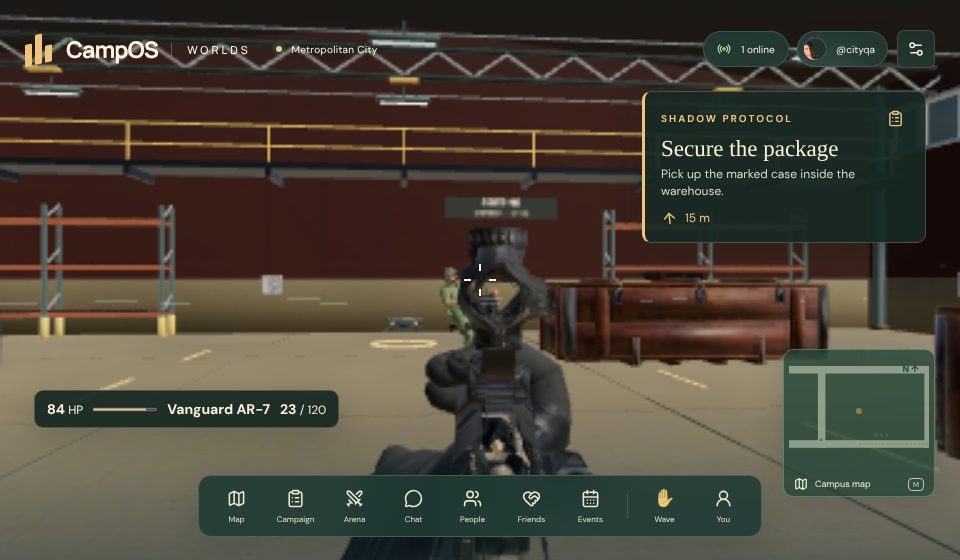 CampOS WORLDS Metropolitan City
1 online @cityqa
SHADOW PROTOCOL
Secure the package
Pick up the marked case inside the
warehouse.
15 m
N
84 HP Vanguard AR-7 23 / 120
Campus map M
Map Campaign Arena Chat People Friends Events Wave You